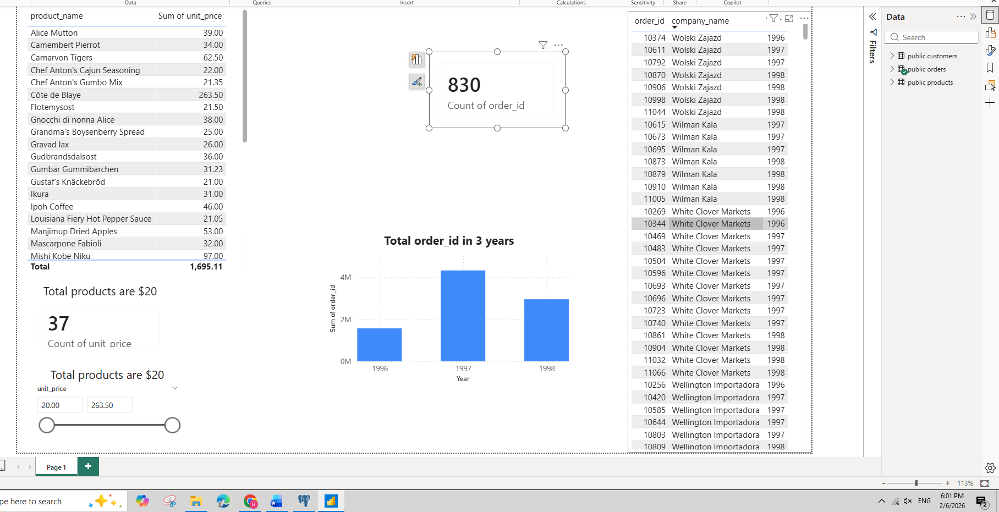 Data
Queries
Insert
Calculations
Sensitivity
Share
Copilot
product_name Sum of unit_price
Alice Mutton 39.00
Camembert Pierrot 34.00
Carnarvon Tigers 62.50
Chef Anton's Cajun Seasoning 22.00
Chef Anton's Gumbo Mix 21.35
Côte de Blaye 263.50
Flotemysost 21.50
Gnocchi di nonna Alice 38.00
Grandma's Boysenberry Spread 25.00
Gravad lax 26.00
Gudbrandsdalsost 36.00
Gumbär Gummibärchen 31.23
Gustaf's Knäckebröd 21.00
Ikura 31.00
Ipoh Coffee 46.00
Louisiana Fiery Hot Pepper Sauce 21.05
Manjimup Dried Apples 53.00
Mascarpone Fabioli 32.00
Mishi Kobe Niku 97.00
Total 1,695.11
Total products are $20
37
Count of unit_price
Total products are $20
unit_price
20.00 263.50
830
Count of order_id
Total order_id in 3 years
Sum of order_id
4M
2M
0M
1996 1997 1998
Year
order_id company_name
10374 Wolski Zajazd 1996
10611 Wolski Zajazd 1997
10792 Wolski Zajazd 1997
10870 Wolski Zajazd 1998
10906 Wolski Zajazd 1998
10998 Wolski Zajazd 1998
11044 Wolski Zajazd 1998
10615 Wilman Kala 1997
10673 Wilman Kala 1997
10695 Wilman Kala 1997
10873 Wilman Kala 1998
10879 Wilman Kala 1998
10910 Wilman Kala 1998
11005 Wilman Kala 1998
10269 White Clover Markets 1996
10344 White Clover Markets 1996
10469 White Clover Markets 1997
10483 White Clover Markets 1997
10504 White Clover Markets 1997
10596 White Clover Markets 1997
10693 White Clover Markets 1997
10696 White Clover Markets 1997
10723 White Clover Markets 1997
10740 White Clover Markets 1997
10861 White Clover Markets 1998
10904 White Clover Markets 1998
11032 White Clover Markets 1998
11066 White Clover Markets 1998
10256 Wellington Importadora 1996
10420 Wellington Importadora 1997
10585 Wellington Importadora 1997
10644 Wellington Importadora 1997
10803 Wellington Importadora 1997
10809 Wellington Importadora 1998
Filters
Data
Search
public customers
public orders
public products
Page 1
- + 113%
pe here to search
ENG
6:01 PM
2/6/2026
2